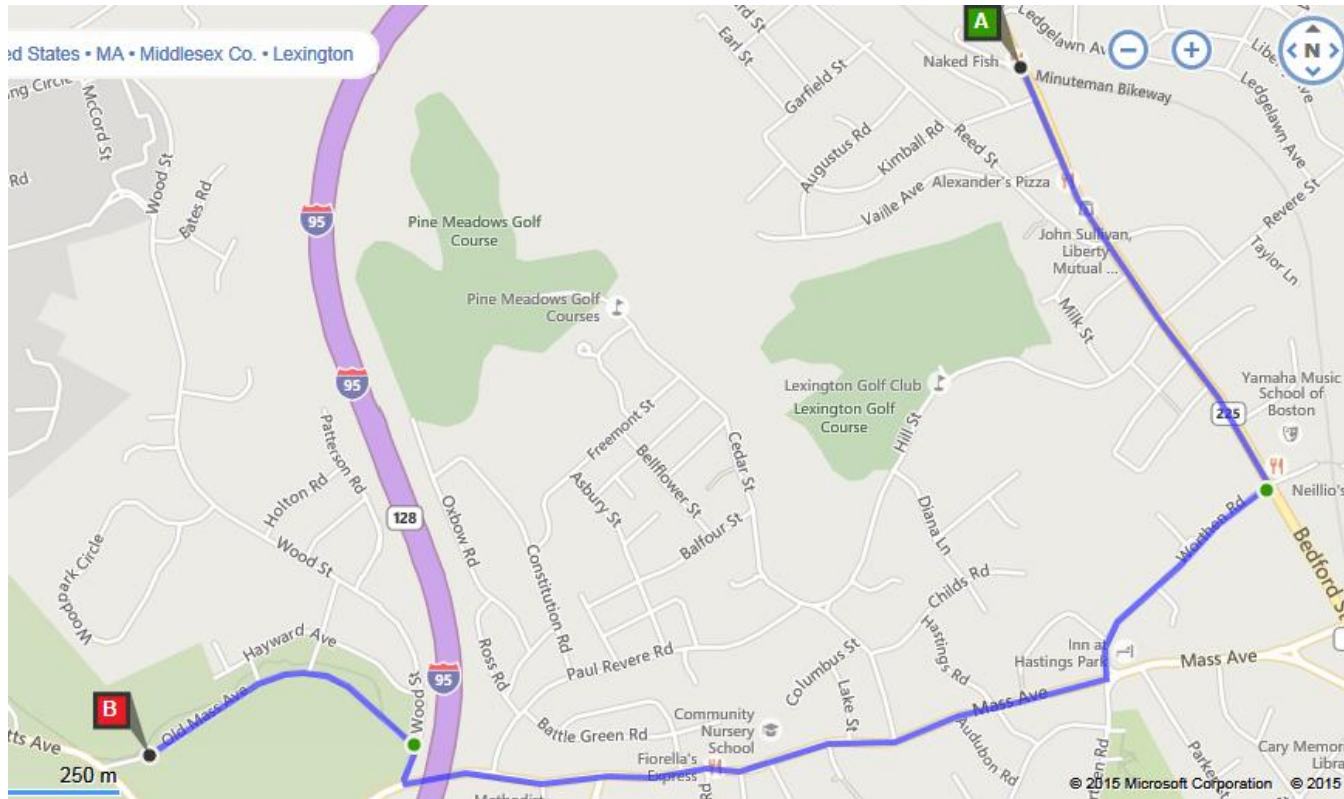 A
ard St
Ledgelawn Av
ed States • MA • Middlesex Co. • Lexington
Earl St
Naked Fish
N
Minuteman Bikeway
McCord St
Garfield St
Ledgelawn Ave
Wood St
Augustus Rd
Kimball Rd
Reed St
Rd
Bates Rd
Alexander's Pizza
Revere St
Vaille Ave
95
Pine Meadows Golf
Course
John Sullivan,
Liberty
Mutual ...
Taylor Ln
Pine Meadows Golf
Courses
Milk St
95
Lexington Golf Club
Lexington Golf
Course
Yamaha Music
School of
Boston
225
Freemont St
Cedar St
Hill St
Patterson Rd
Bellflower St
Holton Rd
Asbury St
Neillio's
128
Oxbow Rd
Diana Ln
Worthen Rd
Balfour St
Wood St
Constitution Rd
Bedford St
Woodpark Circle
Childs Rd
Hayward Ave
Hastings Rd
Ross Rd
Paul Revere Rd
Inn at
Hastings Park
Mass Ave
95
Columbus St
Wood St
Lake St
Mass Ave
B
Old Mass Ave
Battle Green Rd
Community
Nursery
School
Audubon Rd
tts Ave
Fiorella's
Express
Rd
Parker St
Cary Memor
Libra
250 m
© 2015 Microsoft Corporation © 2015